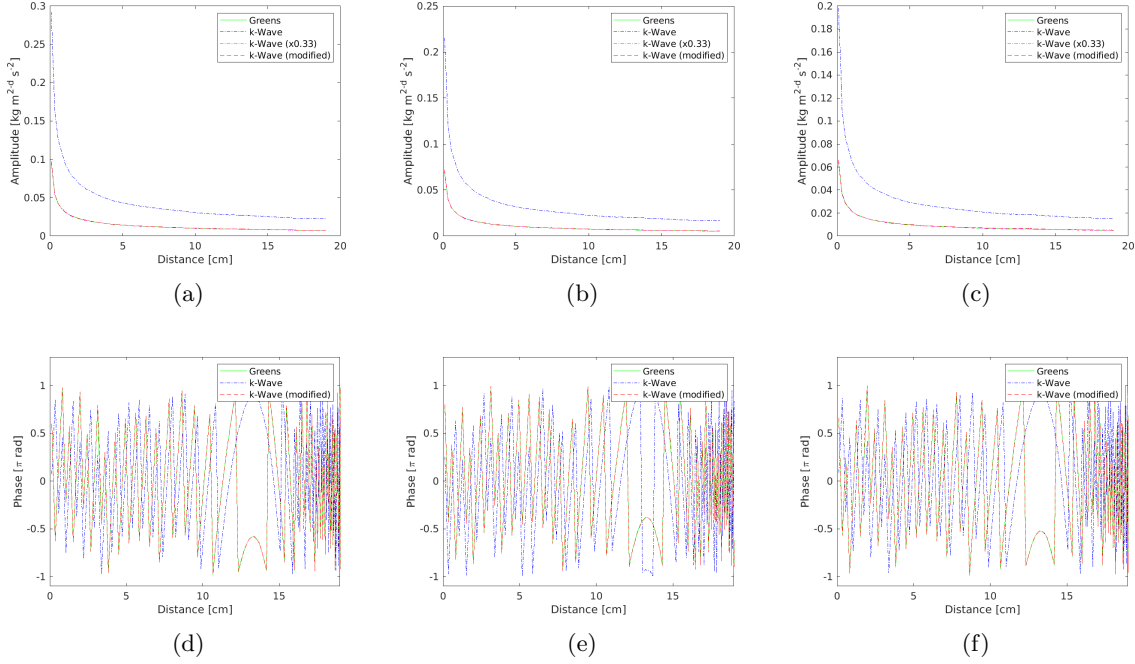 0.3
0.25
0.2
0.15
0.1
0.05
0
Amplitude [kg m²⁻ᵈ s⁻²]
Greens
k-Wave
k-Wave (x0.33)
k-Wave (modified)
0 5 10 15 20
Distance [cm]
(a)
0.25
0.2
0.15
0.1
0.05
0
Amplitude [kg m²⁻ᵈ s⁻²]
Greens
k-Wave
k-Wave (x0.33)
k-Wave (modified)
0 5 10 15 20
Distance [cm]
(b)
0.2
0.18
0.16
0.14
0.12
0.1
0.08
0.06
0.04
0.02
0
Amplitude [kg m²⁻ᵈ s⁻²]
Greens
k-Wave
k-Wave (x0.33)
k-Wave (modified)
0 5 10 15 20
Distance [cm]
(c)
1
0.5
0
-0.5
-1
Phase [π rad]
Greens
k-Wave
k-Wave (modified)
0 5 10 15
Distance [cm]
(d)
1
0.5
0
-0.5
-1
Phase [π rad]
Greens
k-Wave
k-Wave (modified)
0 5 10 15
Distance [cm]
(e)
1
0.5
0
-0.5
-1
Phase [π rad]
Greens
k-Wave
k-Wave (modified)
0 5 10 15
Distance [cm]
(f)